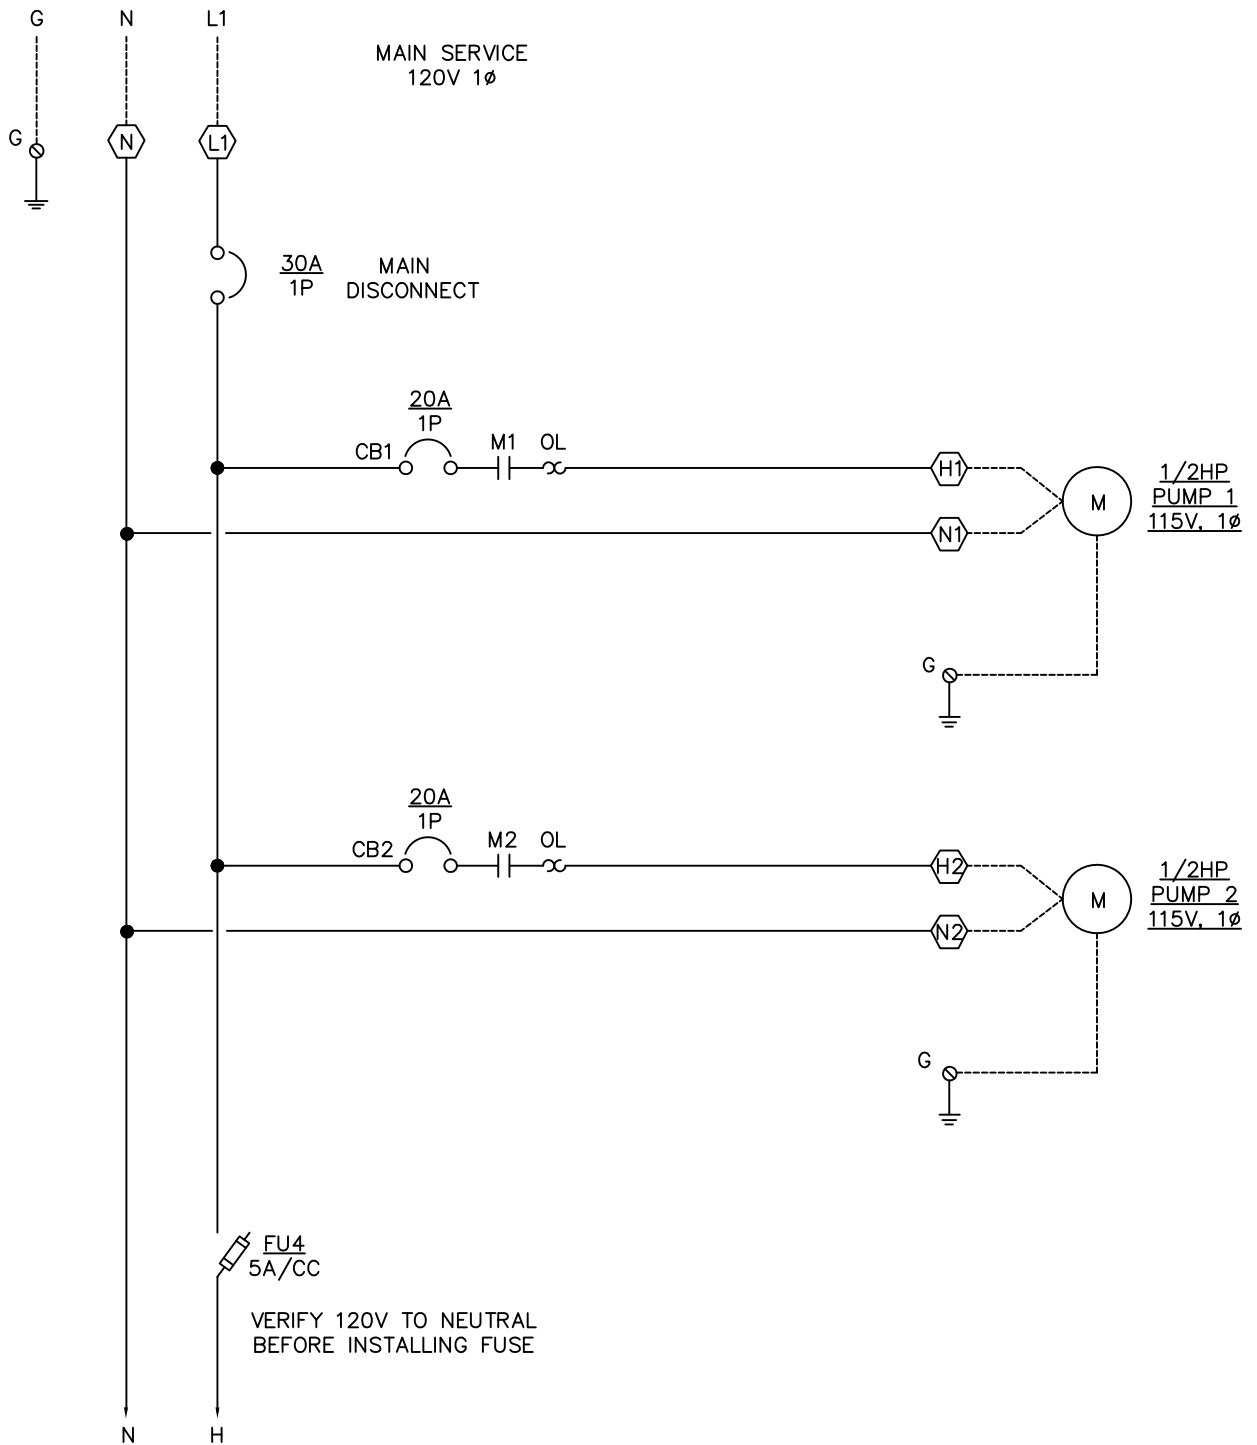 G
N
L1
MAIN SERVICE
120V 1ø
G
N
L1
30A
1P
MAIN
DISCONNECT
20A
1P
CB1
M1
OL
H1
N1
M
1/2HP
PUMP 1
115V, 1ø
G
20A
1P
CB2
M2
OL
H2
N2
M
1/2HP
PUMP 2
115V, 1ø
G
FU4
5A/CC
VERIFY 120V TO NEUTRAL
BEFORE INSTALLING FUSE
N
H